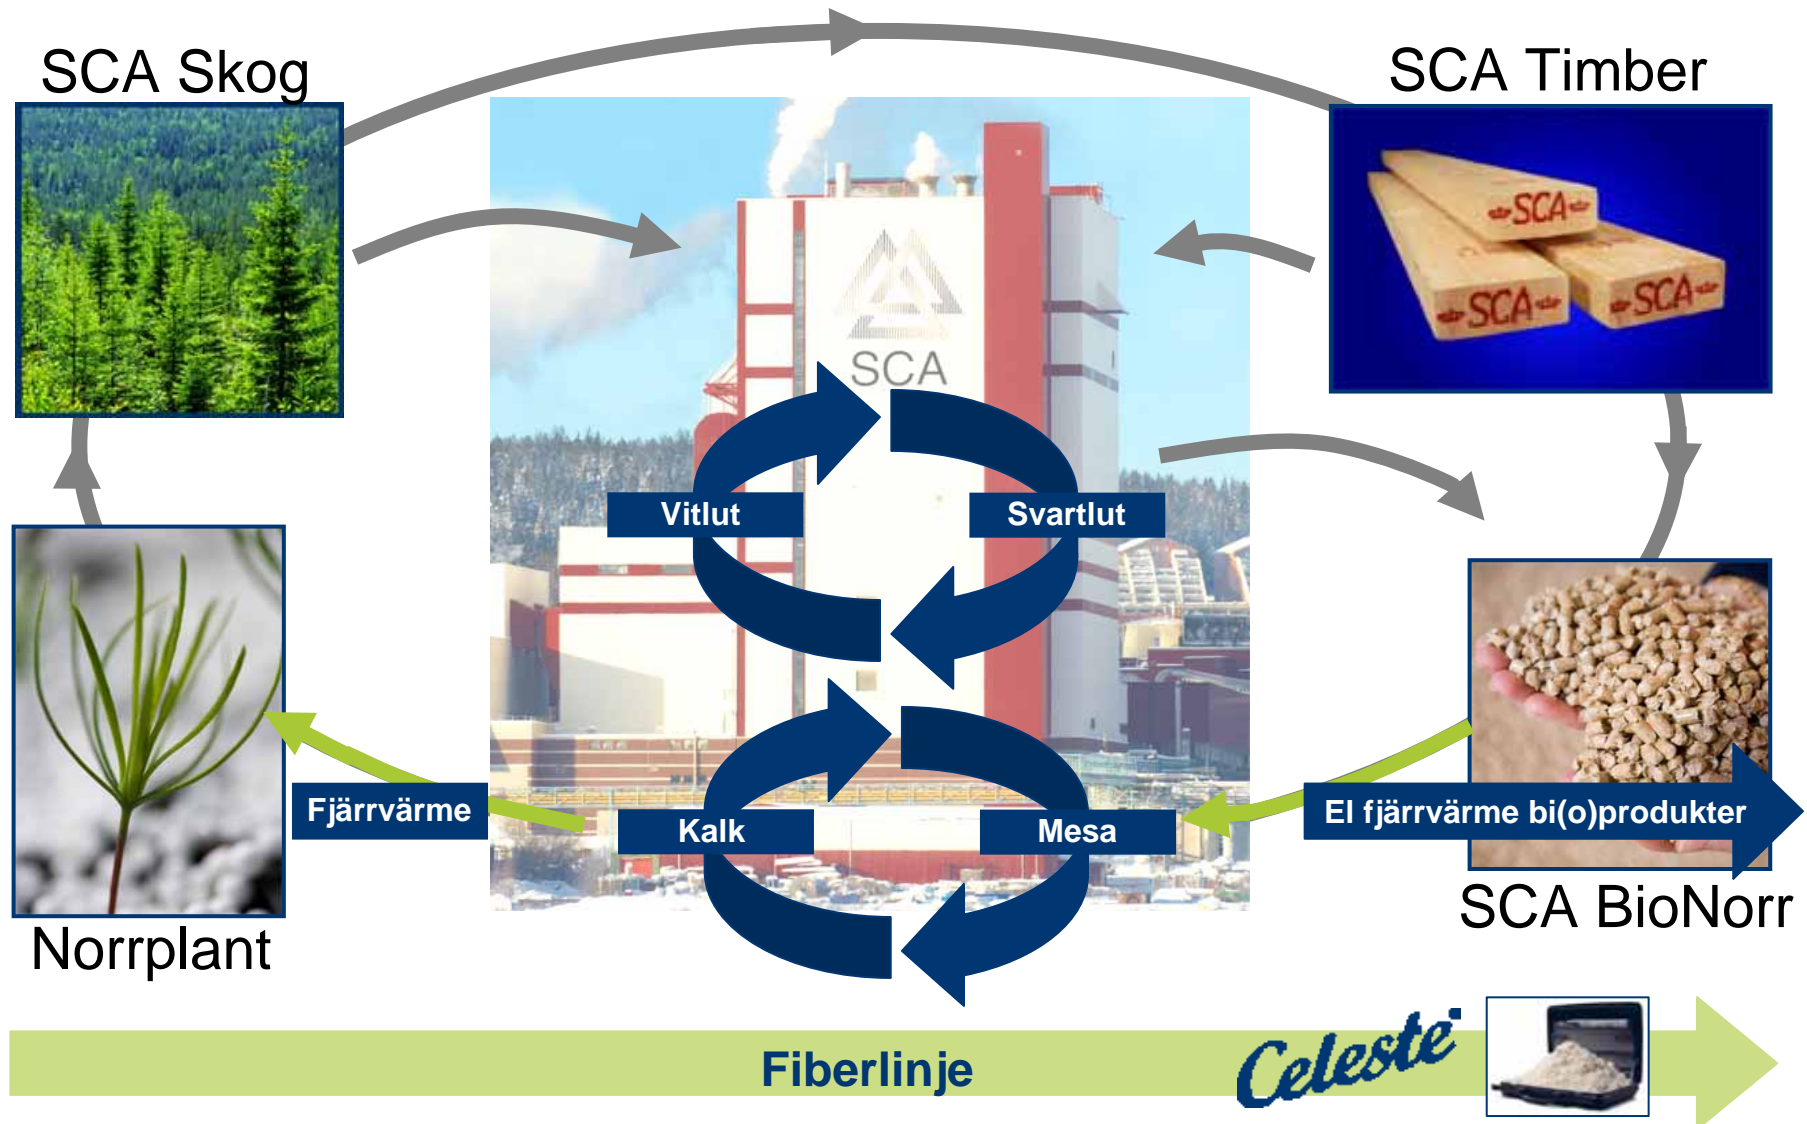 SCA Skog
SCA Timber
SCA
SCA
SCA
SCA
Vitlut
Svartlut
Fjärrvärme
Kalk
Mesa
El fjärrvärme bi(o)produkter
Norrplant
SCA BioNorr
Fiberlinje
Celeste